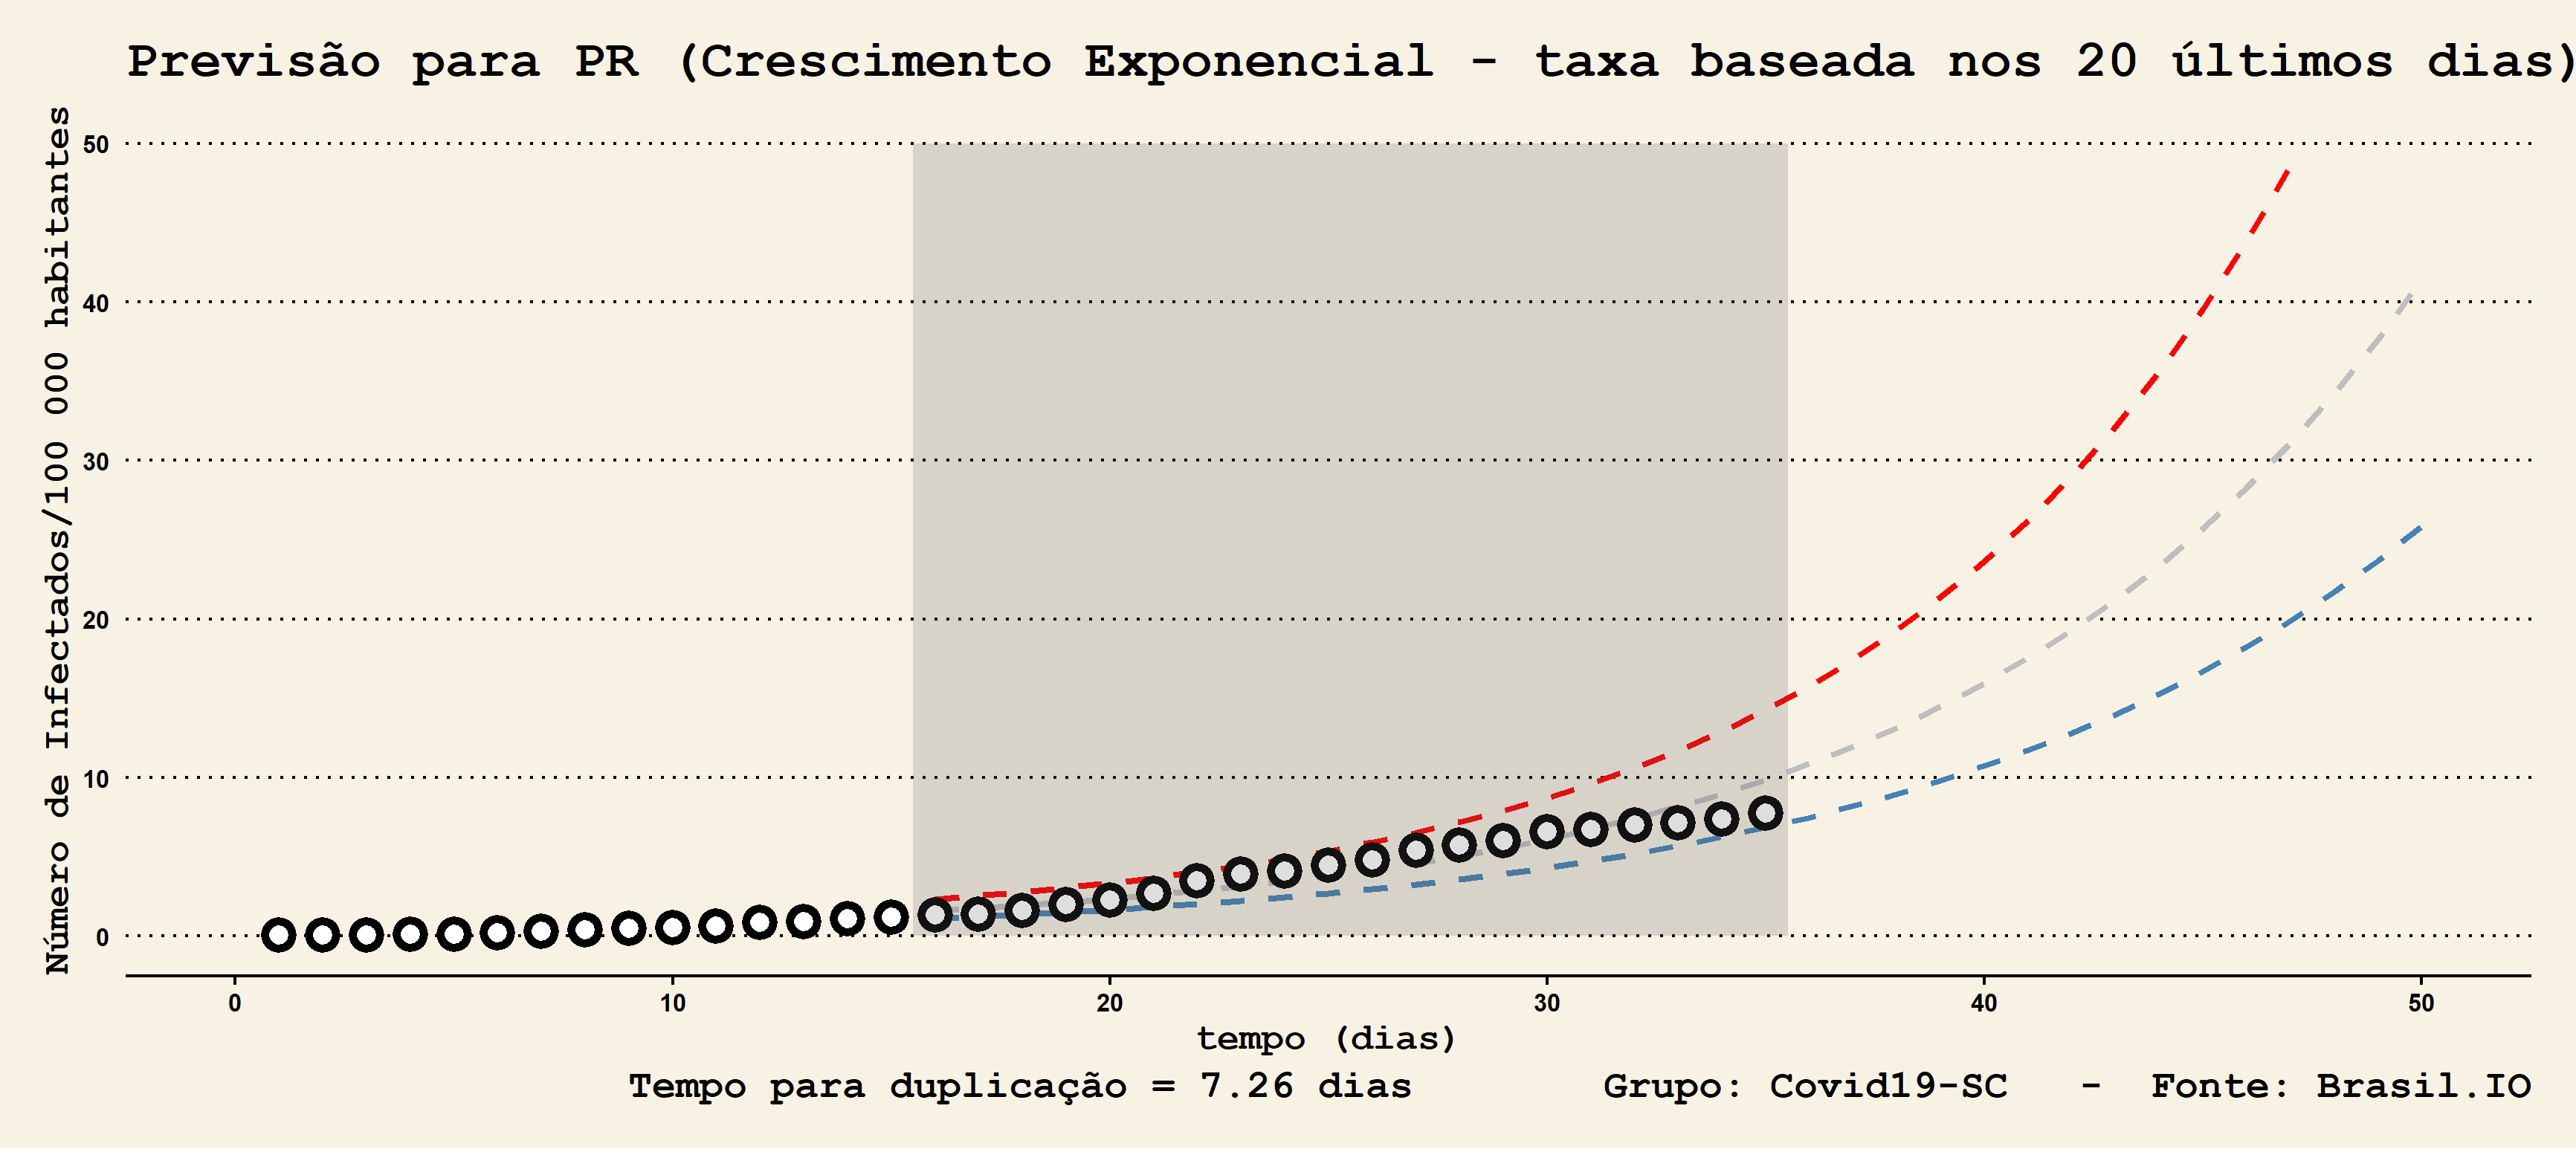 Previsão para PR (Crescimento Exponencial - taxa baseada nos 20 últimos dias)
Número de Infectados/100 000 habitantes
50
40
30
20
10
0
0 10 20 30 40 50
tempo (dias)
Tempo para duplicação = 7.26 dias Grupo: Covid19-SC - Fonte: Brasil.IO